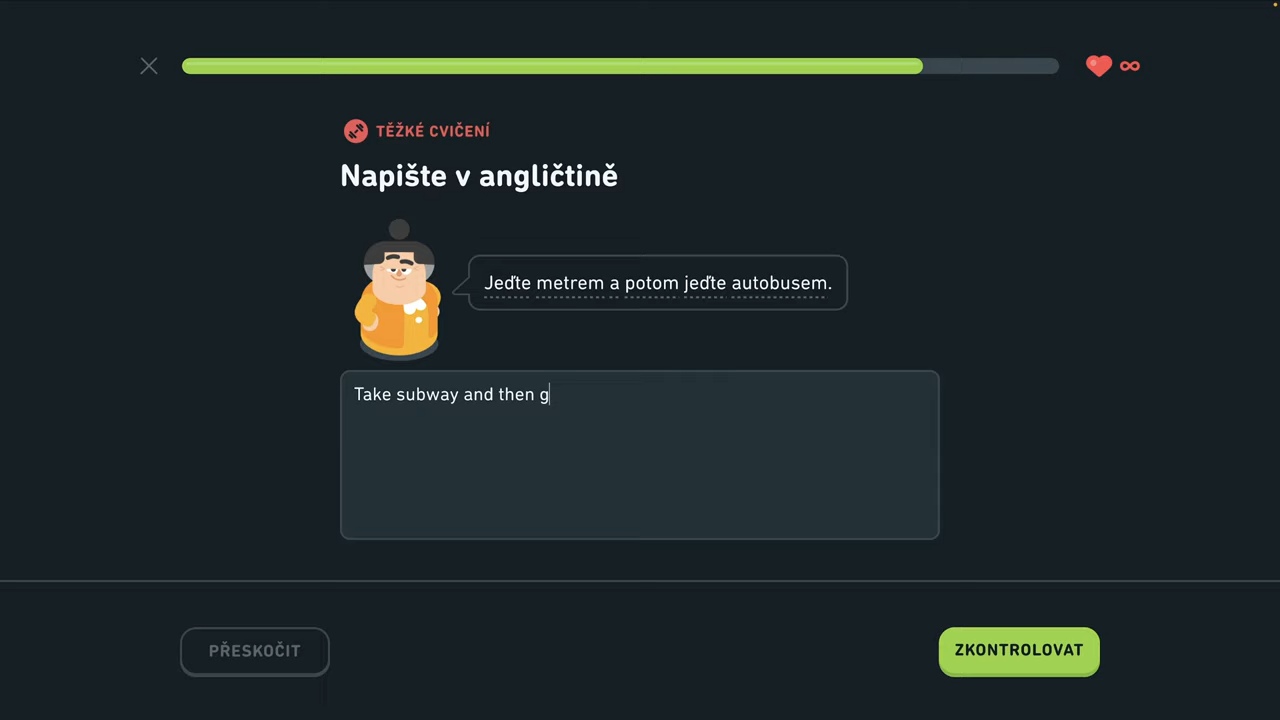 ∞
TĚŽKÉ CVIČENÍ
Napište v angličtině
Jeďte metrem a potom jeďte autobusem.
Take subway and then g
PŘESKOČIT
ZKONTROLOVAT